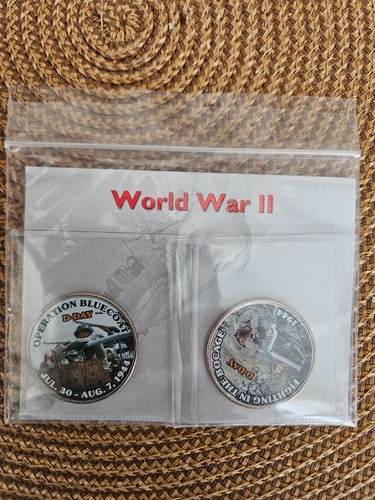 World War II
OPERATION BLUECOAT
D-DAY
JUL. 30 - AUG. 7, 1944
FIGHTING IN THE BOCAGE
D-DAY
1944